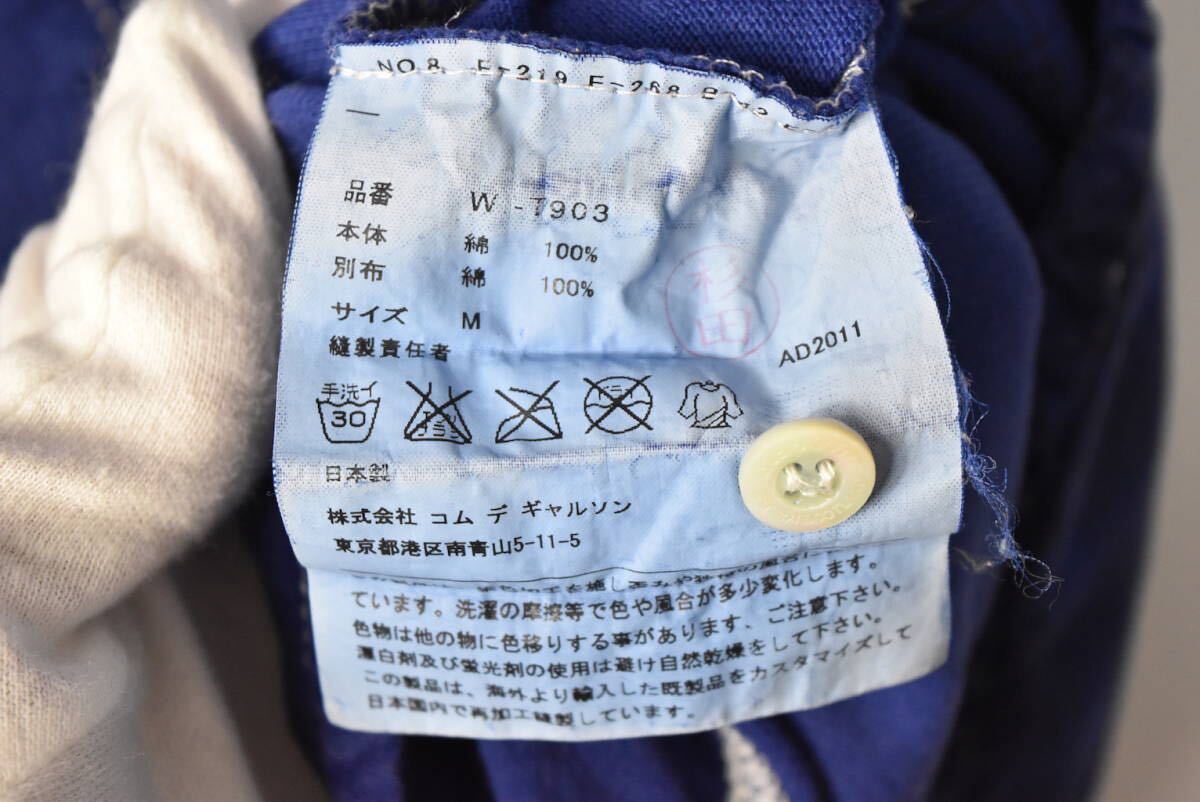 NO.8 F-219 F-268
品番 W-T903
本体 綿 100%
別布 綿 100%
サイズ M
縫製責任者
杉田
AD2011
手洗イ
30
日本製
株式会社 コム デ ギャルソン
東京都港区南青山5-11-5
ています。洗濯の摩擦等で色や風合が多少変化します。
色物は他の物に色移りする事があります、ご注意下さい。
漂白剤及び蛍光剤の使用は避け自然乾燥をして下さい。
この製品は、海外より輸入した既製品をカスタマイズして
日本国内で再加工縫製しています。